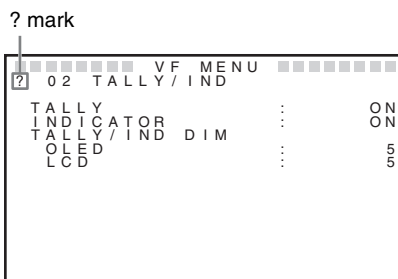 ? mark
VF MENU
? 02 TALLY/IND
TALLY : ON
INDICATOR : ON
TALLY/IND DIM
OLED : 5
LCD : 5